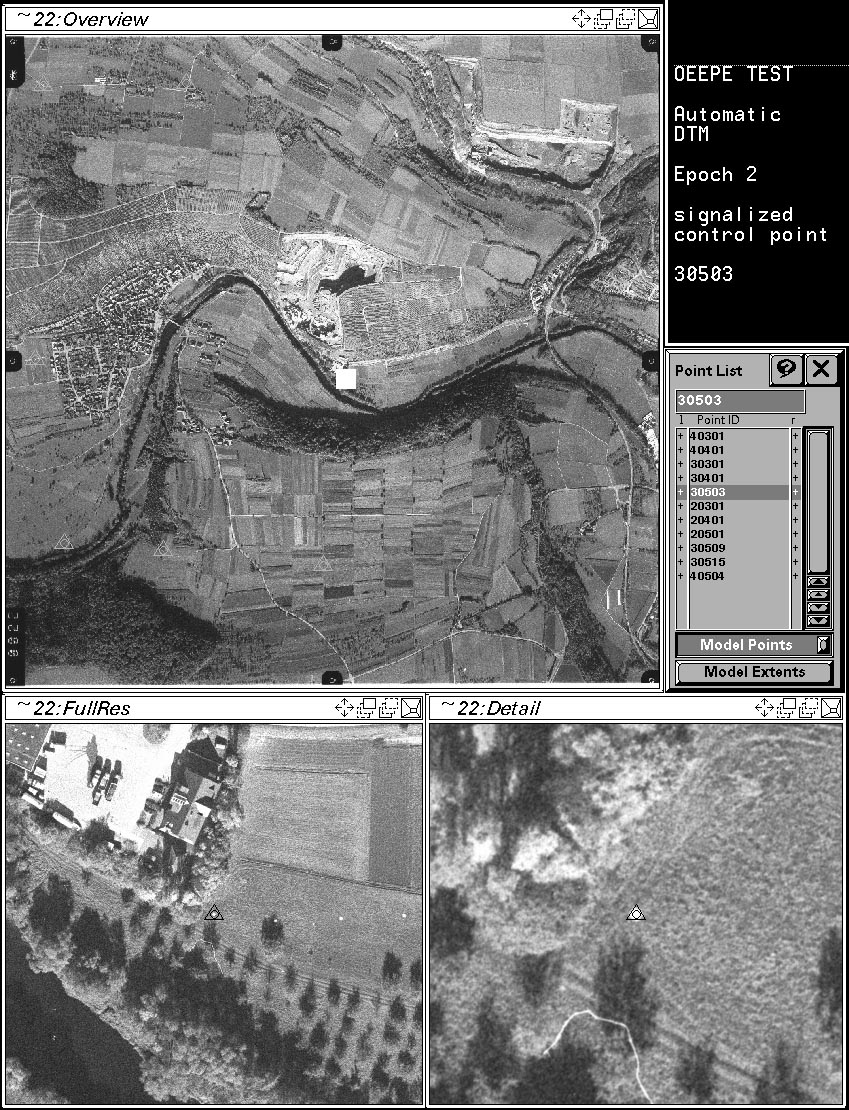 ~22:Overview
OEEPE TEST
Automatic
DTM
Epoch 2
signalized
control point
30503
Point List
30503
l Point ID r
+ 40301 +
+ 40401 +
+ 30301 +
+ 30401 +
+ 30503 +
+ 20301 +
+ 20401 +
+ 20501 +
+ 30509 +
+ 30515 +
+ 40504 +
Model Points
Model Extents
~22:FullRes
~22:Detail